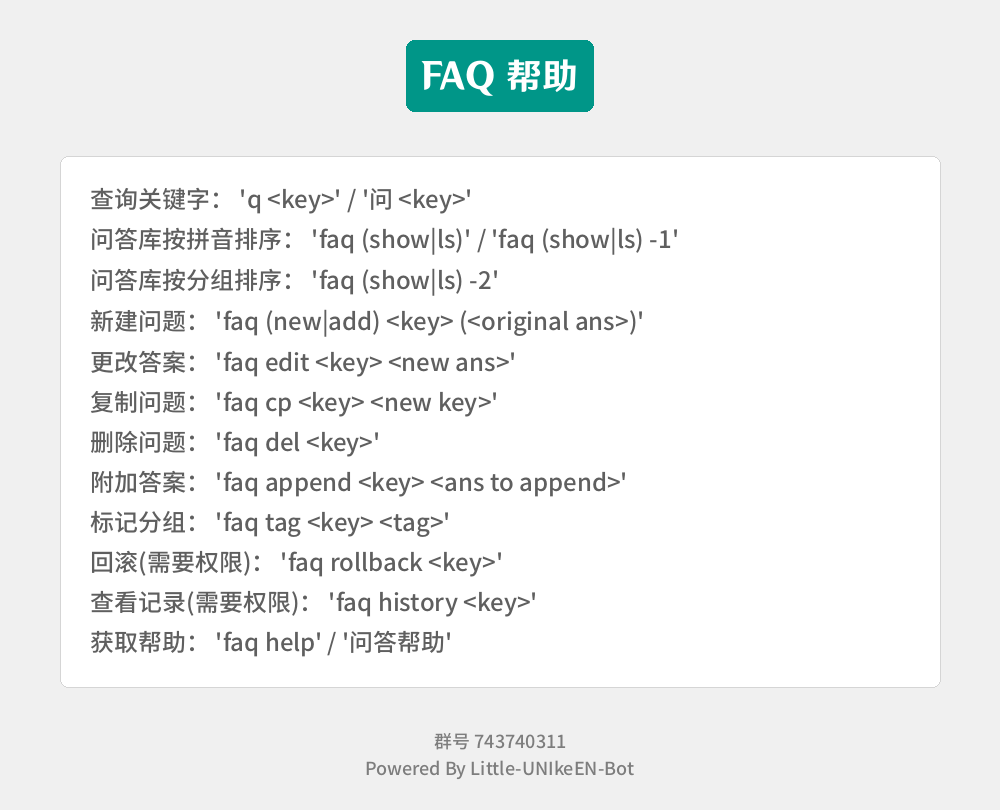 FAQ 帮助
查询关键字： 'q <key>' / '问 <key>'
问答库按拼音排序： 'faq (show|ls)' / 'faq (show|ls) -1'
问答库按分组排序： 'faq (show|ls) -2'
新建问题： 'faq (new|add) <key> (<original ans>)'
更改答案： 'faq edit <key> <new ans>'
复制问题： 'faq cp <key> <new key>'
删除问题： 'faq del <key>'
附加答案： 'faq append <key> <ans to append>'
标记分组： 'faq tag <key> <tag>'
回滚(需要权限)： 'faq rollback <key>'
查看记录(需要权限)： 'faq history <key>'
获取帮助： 'faq help' / '问答帮助'
群号 743740311
Powered By Little-UNIkeEN-Bot